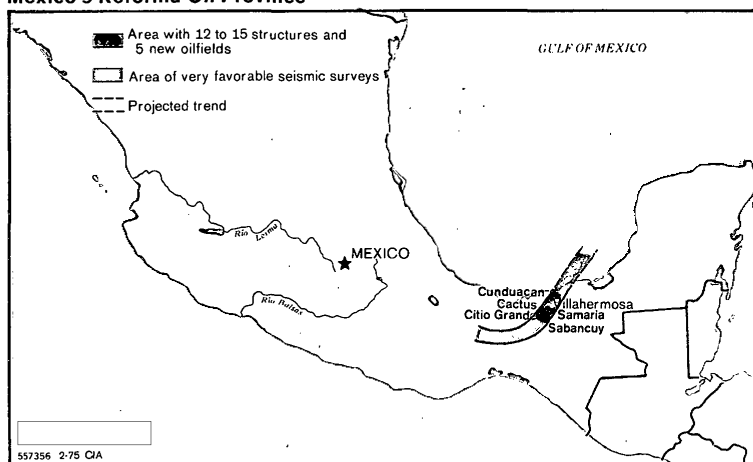 Mexico's Reforma Oil Province
Area with 12 to 15 structures and
5 new oilfields
Area of very favorable seismic surveys
Projected trend
GULF OF MEXICO
Rio Lerma
MEXICO
Rio Balsas
Cunduacan
Cactus
Villahermosa
Citio Grande
Samaria
Sabancuy
557356 2-75 CIA